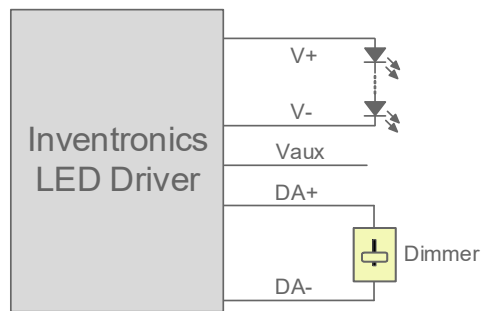 Inventronics
LED Driver
V+
V-
Vaux
DA+
Dimmer
DA-